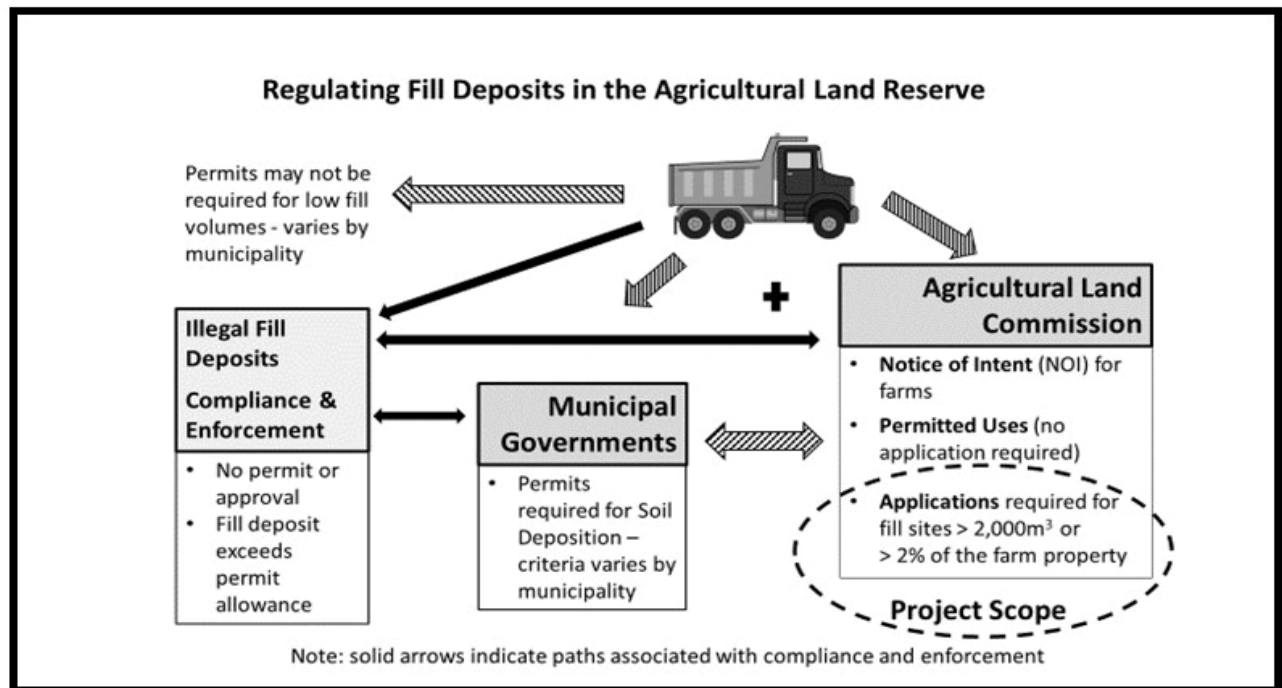 Regulating Fill Deposits in the Agricultural Land Reserve
Permits may not be
required for low fill
volumes - varies by
municipality
+
Illegal Fill
Deposits
Compliance &
Enforcement
• No permit or
approval
• Fill deposit
exceeds
permit
allowance
Municipal
Governments
• Permits
required for Soil
Deposition –
criteria varies by
municipality
Agricultural Land
Commission
• Notice of Intent (NOI) for
farms
• Permitted Uses (no
application required)
• Applications required for
fill sites > 2,000m³ or
> 2% of the farm property
Project Scope
Note: solid arrows indicate paths associated with compliance and enforcement